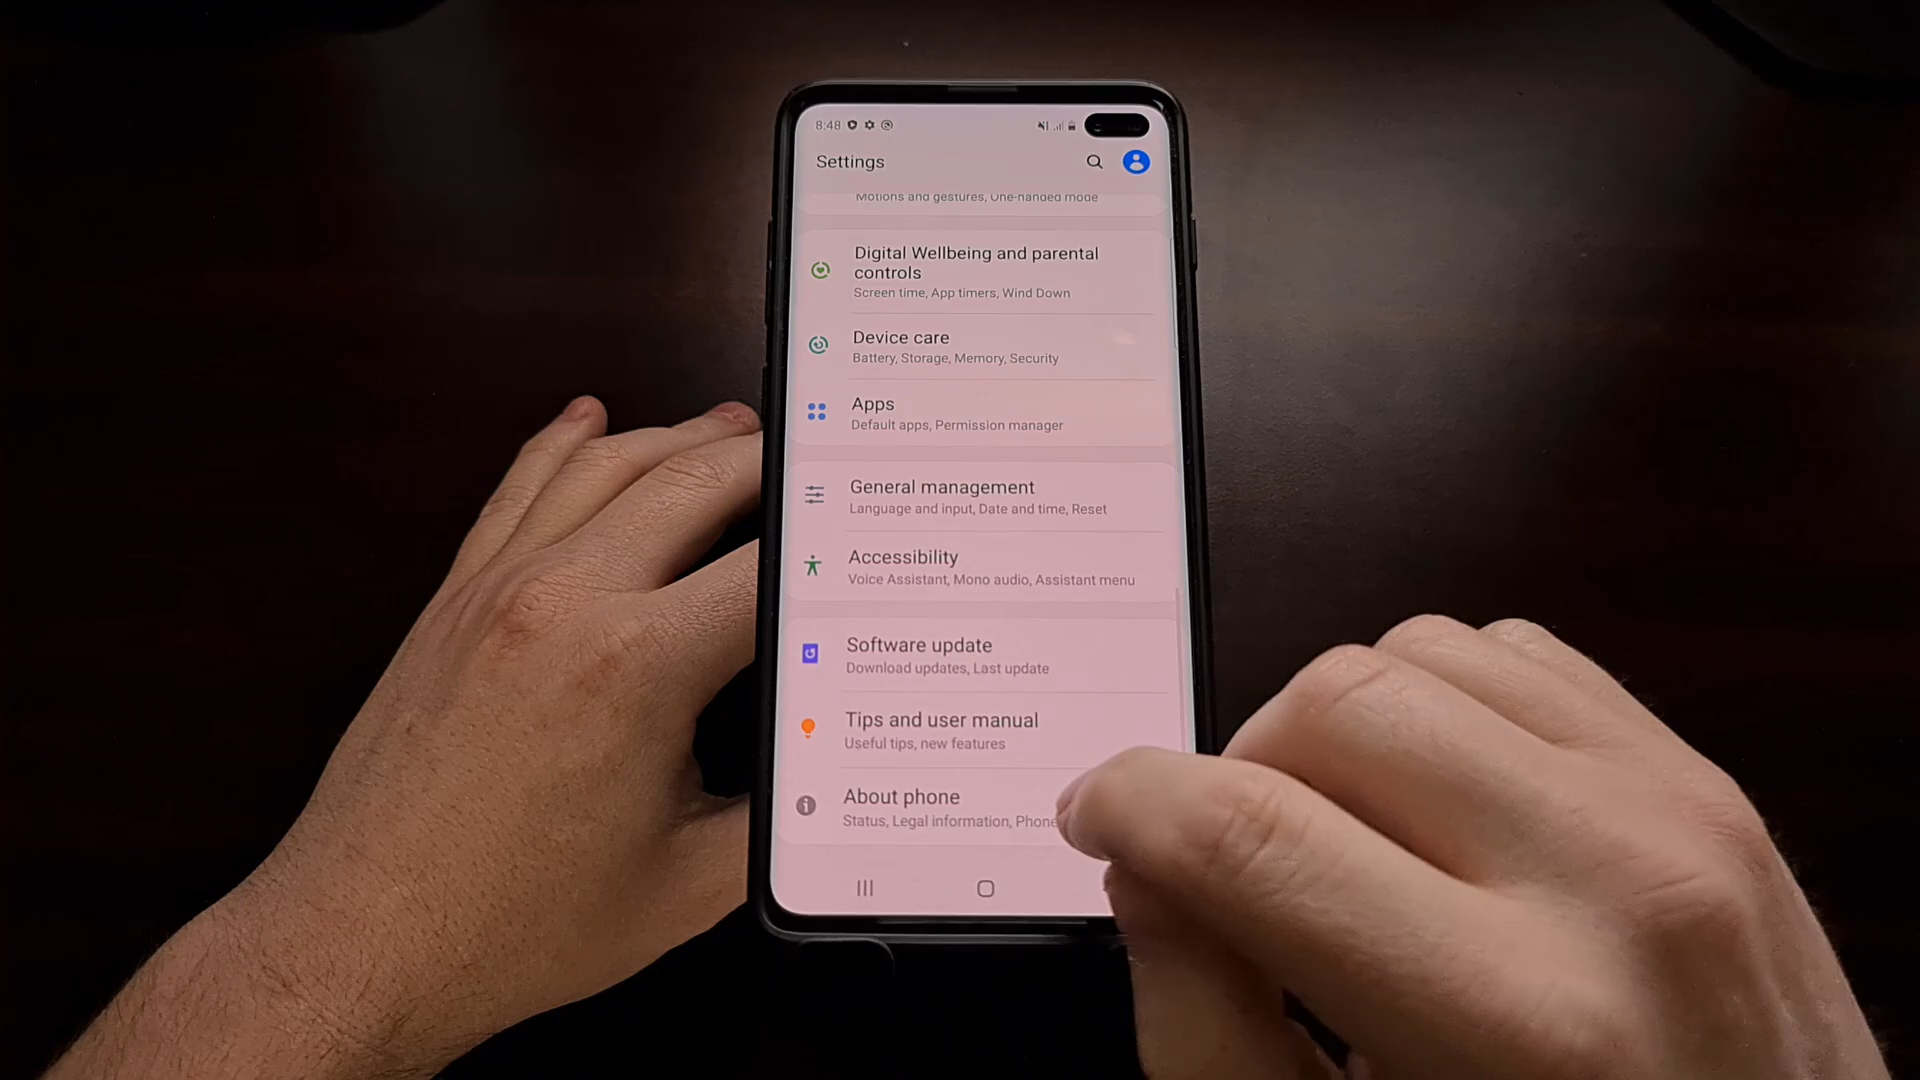 8:48
Settings
Motions and gestures, One-handed mode
Digital Wellbeing and parental
controls
Screen time, App timers, Wind Down
Device care
Battery, Storage, Memory, Security
Apps
Default apps, Permission manager
General management
Language and input, Date and time, Reset
Accessibility
Voice Assistant, Mono audio, Assistant menu
Software update
Download updates, Last update
Tips and user manual
Useful tips, new features
About phone
Status, Legal information, Phone